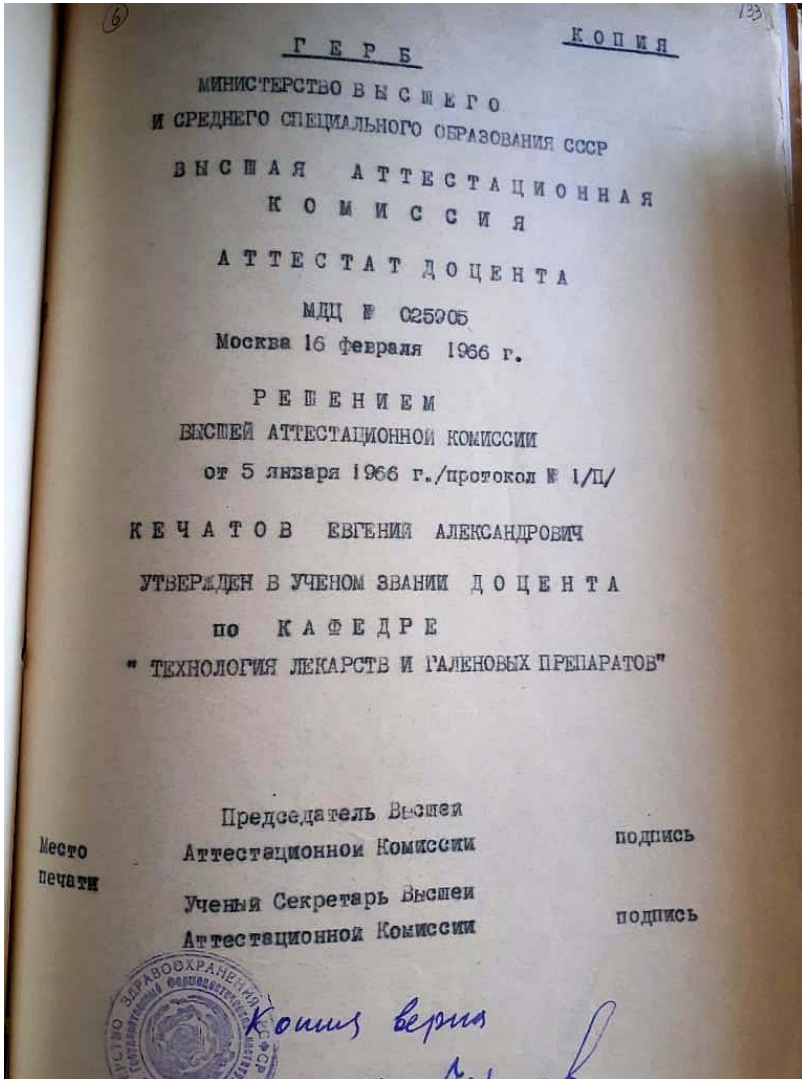 6
133
КОПИЯ
ГЕРБ
МИНИСТЕРСТВО ВЫСШЕГО
И СРЕДНЕГО СПЕЦИАЛЬНОГО ОБРАЗОВАНИЯ СССР
ВЫСШАЯ АТТЕСТАЦИОННАЯ
КОМИССИЯ
АТТЕСТАТ ДОЦЕНТА
МДЦ № 025905
Москва 16 февраля 1966 г.
РЕШЕНИЕМ
ВЫСШЕЙ АТТЕСТАЦИОННОЙ КОМИССИИ
от 5 января 1966 г./протокол № 1/П/
КЕЧАТОВ ЕВГЕНИЙ АЛЕКСАНДРОВИЧ
УТВЕРЖДЕН В УЧЕНОМ ЗВАНИИ ДОЦЕНТА
по КАФЕДРЕ
" ТЕХНОЛОГИЯ ЛЕКАРСТВ И ГАЛЕНОВЫХ ПРЕПАРАТОВ"
Председатель Высшей
Место Аттестационной Комиссии подпись
печати
Ученый Секретарь Высшей
Аттестационной Комиссии подпись
ЗДРАВООХРАНЕНИЯ
Копия верна